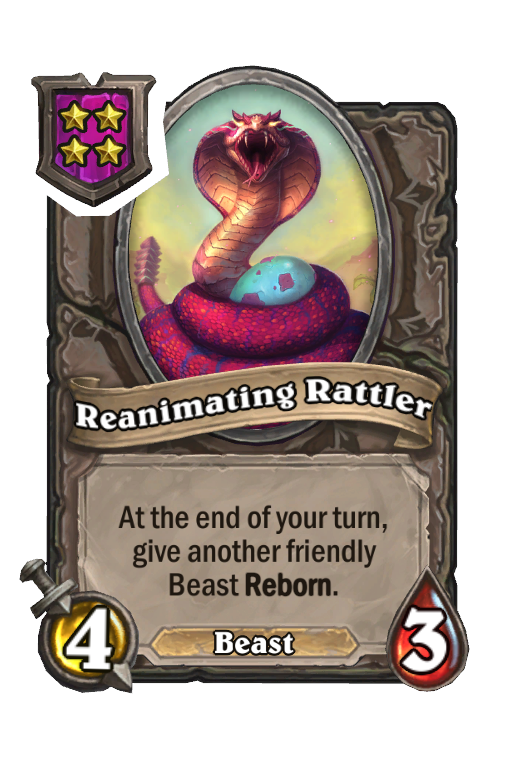 Reanimating Rattler
At the end of your turn,
give another friendly
Beast Reborn.
Beast
4
3